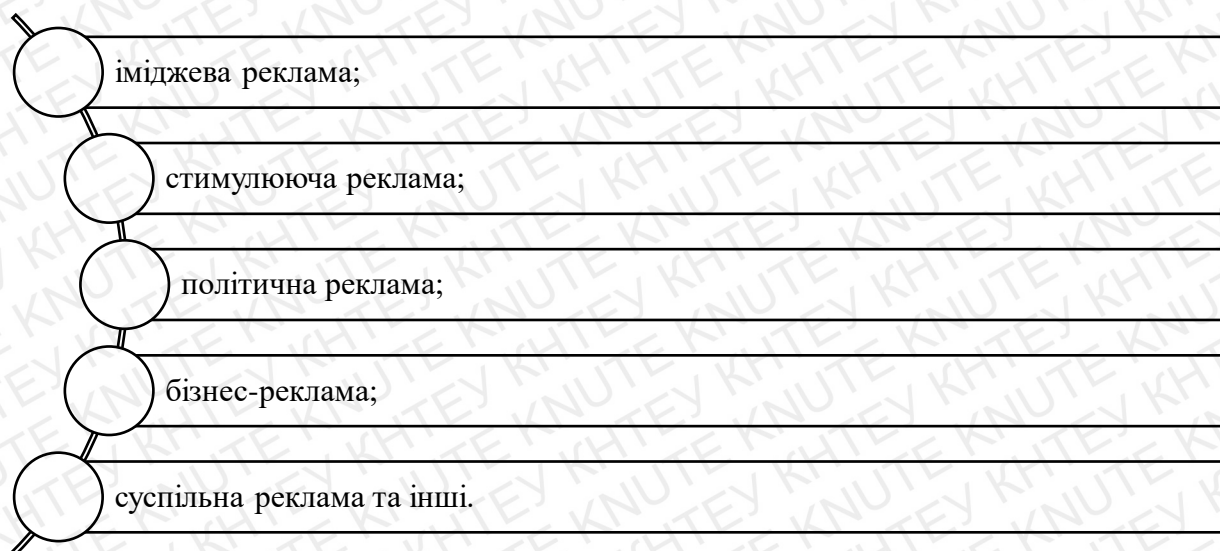 іміджева реклама;
стимулююча реклама;
політична реклама;
бізнес-реклама;
суспільна реклама та інші.